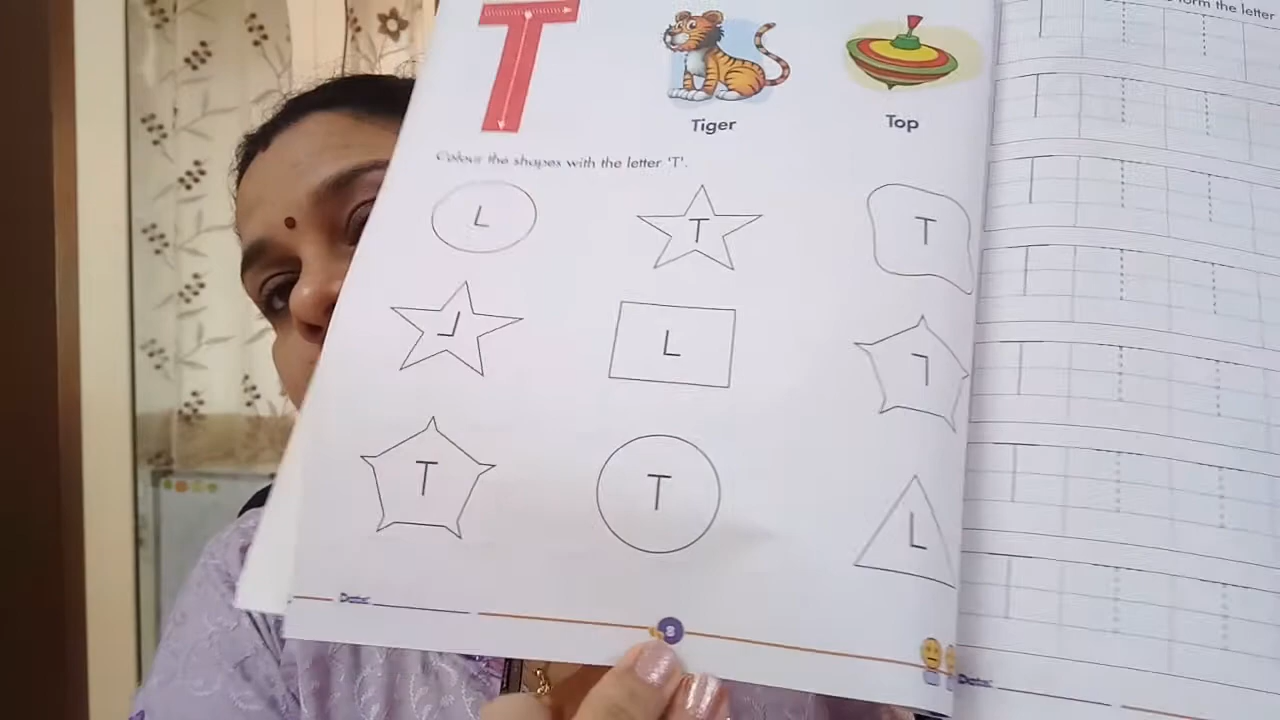 T
Tiger
Top
Colour the shapes with the letter 'T'.
L
T
T
L
L
T
T
L
Date:
8
form the letter
Date: